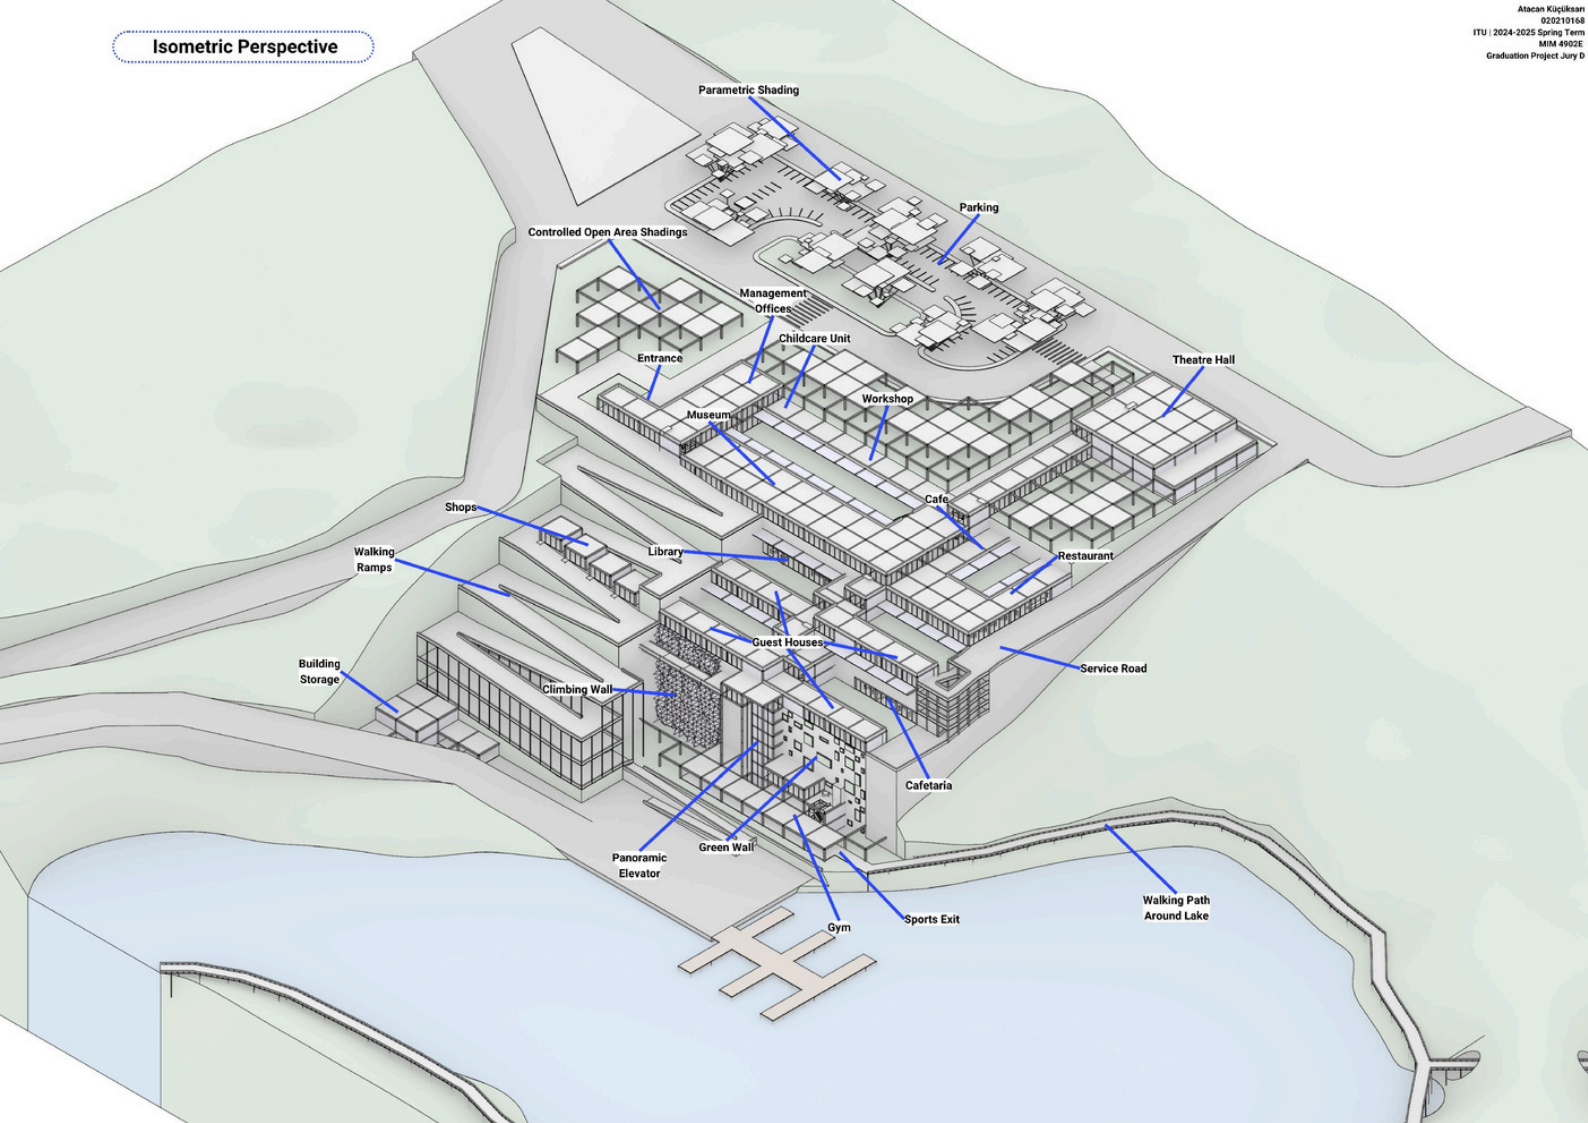 Isometric Perspective
Atacan Küçüksarı
020210168
ITU | 2024-2025 Spring Term
MIM 4902E
Graduation Project Jury D
Parametric Shading
Parking
Controlled Open Area Shadings
Management
Offices
Childcare Unit
Entrance
Theatre Hall
Workshop
Museum
Cafe
Shops
Library
Walking
Ramps
Restaurant
Guest Houses
Service Road
Building
Storage
Climbing Wall
Cafetaria
Green Wall
Panoramic
Elevator
Walking Path
Around Lake
Gym
Sports Exit